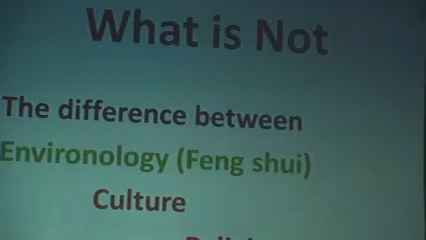 What is Not
The difference between
Environology (Feng shui)
Culture